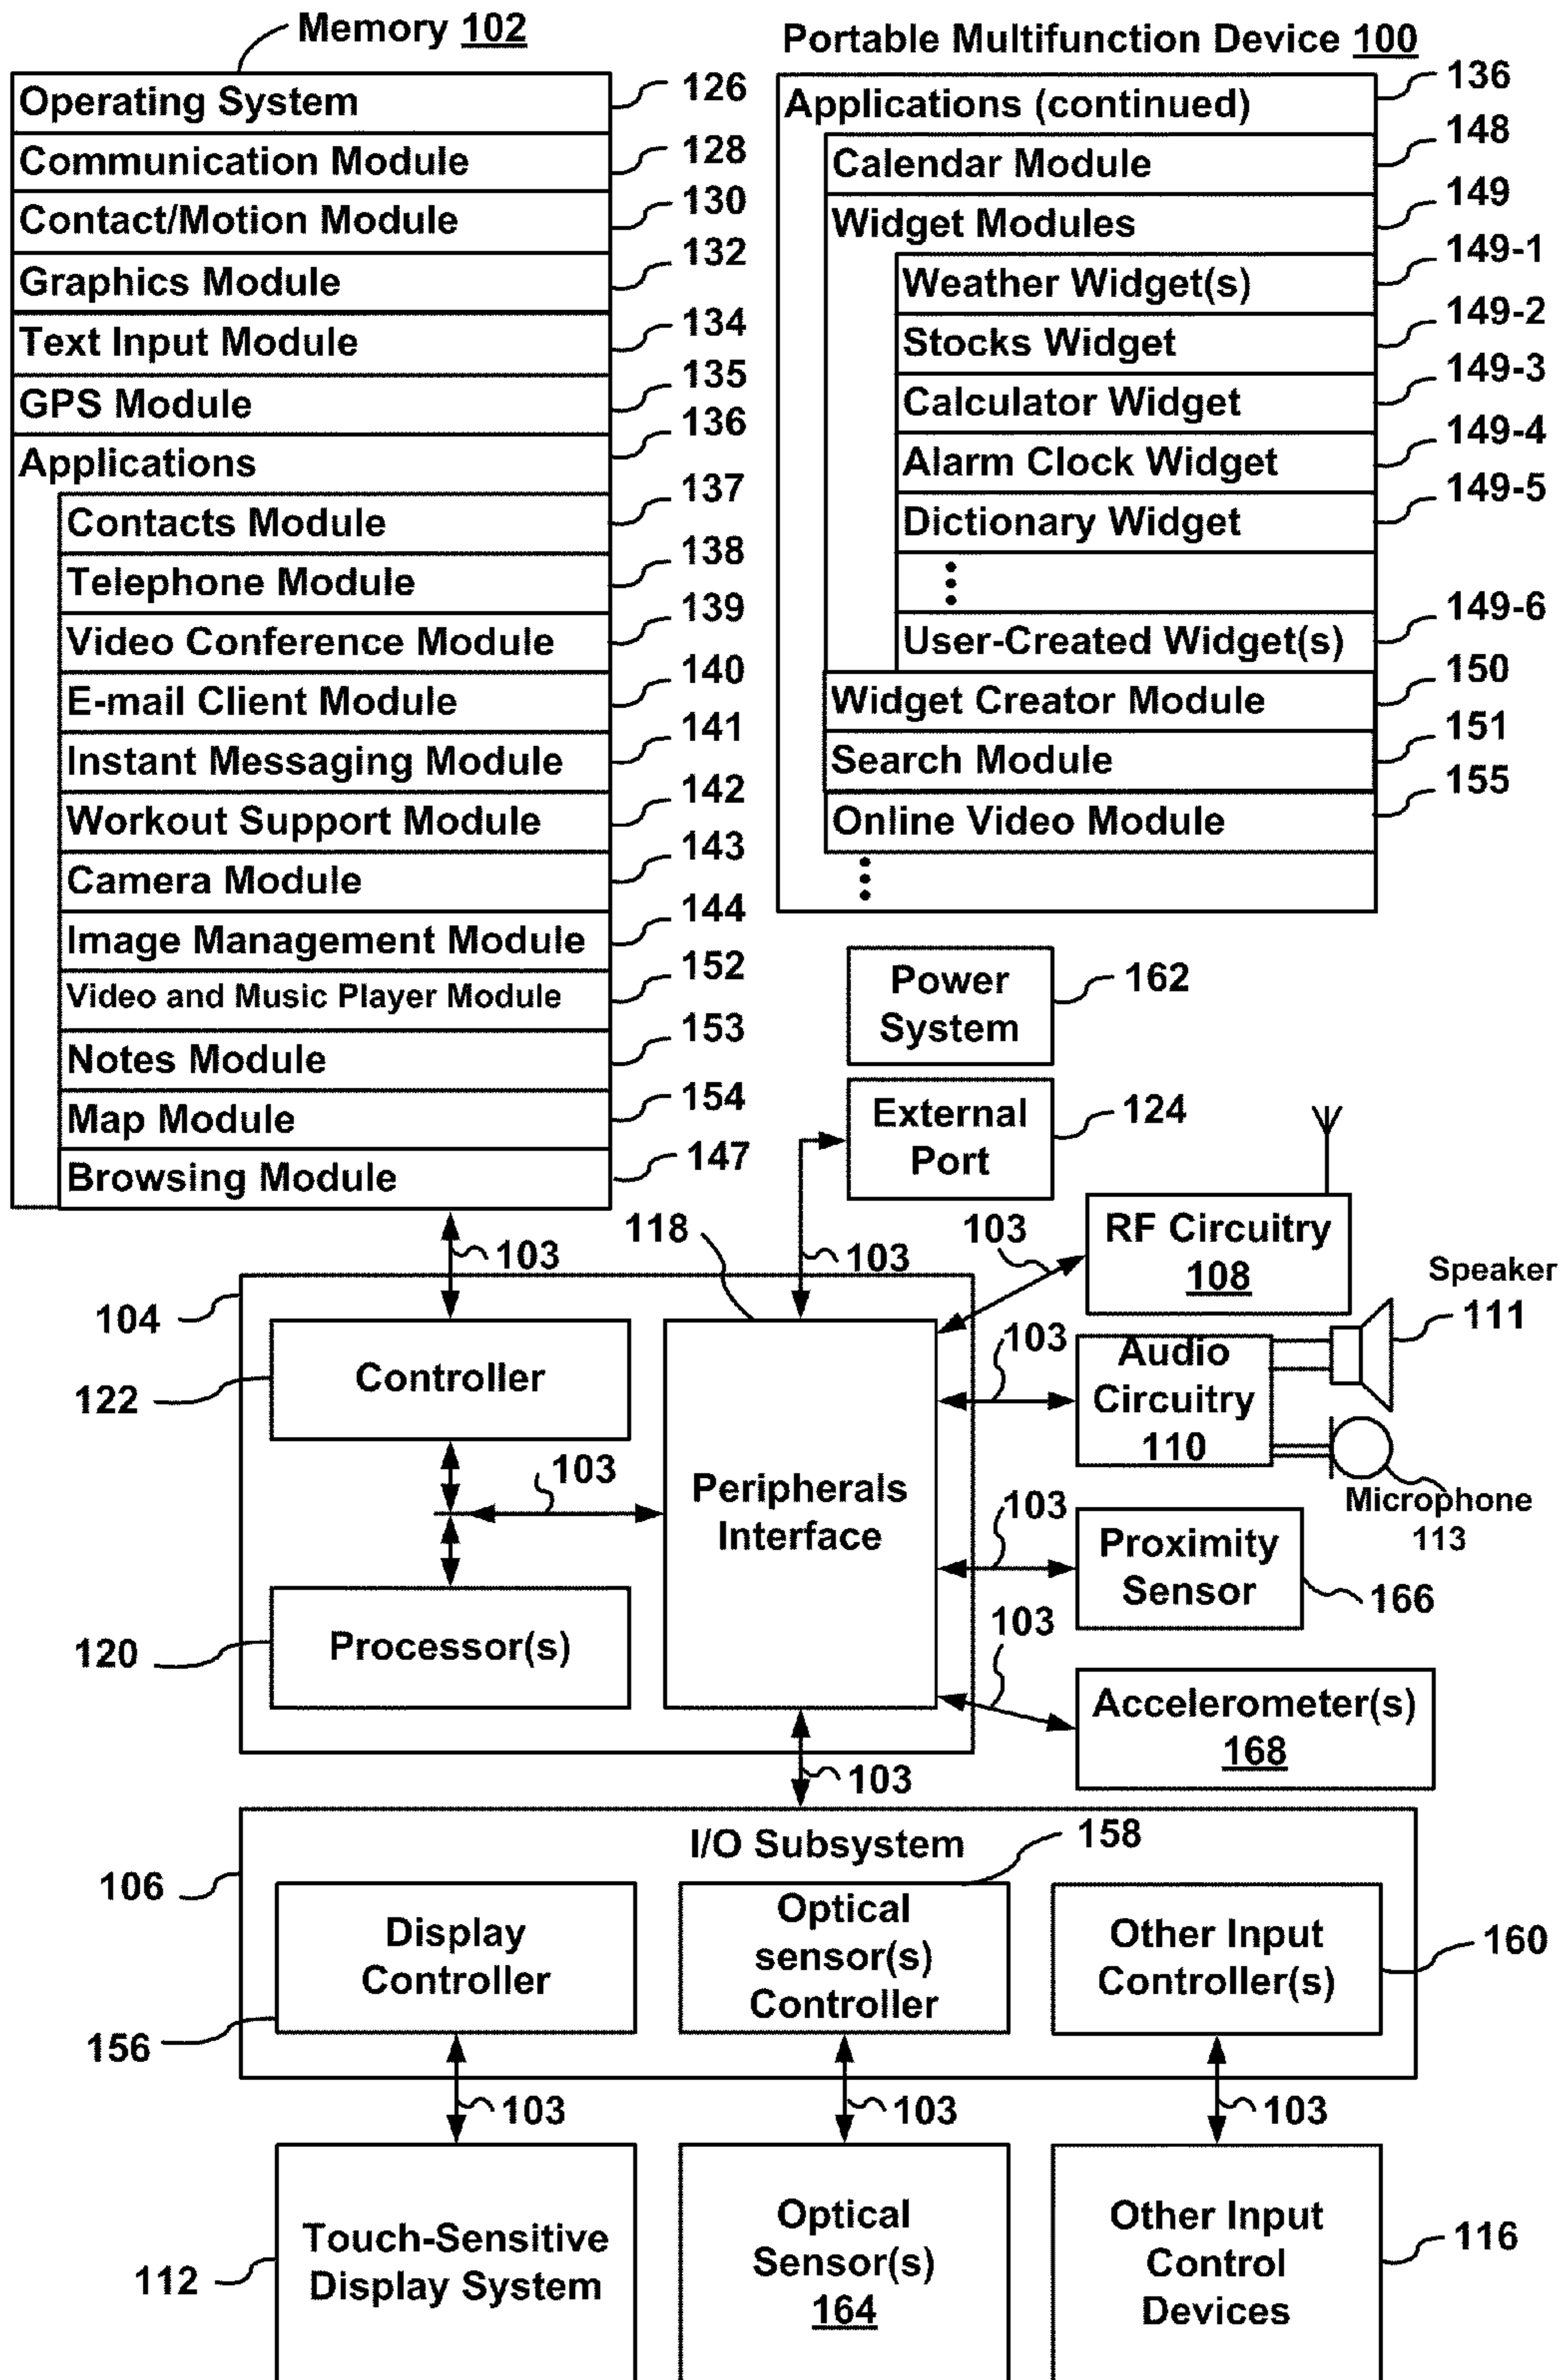 Memory 102
Operating System 126
Communication Module 128
Contact/Motion Module 130
Graphics Module 132
Text Input Module 134
GPS Module 135
Applications 136
Contacts Module 137
Telephone Module 138
Video Conference Module 139
E-mail Client Module 140
Instant Messaging Module 141
Workout Support Module 142
Camera Module 143
Image Management Module 144
Video and Music Player Module 152
Notes Module 153
Map Module 154
Browsing Module 147
Portable Multifunction Device 100
Applications (continued) 136
Calendar Module 148
Widget Modules 149
Weather Widget(s) 149-1
Stocks Widget 149-2
Calculator Widget 149-3
Alarm Clock Widget 149-4
Dictionary Widget 149-5
User-Created Widget(s) 149-6
Widget Creator Module 150
Search Module 151
Online Video Module 155
Power
System
162
External
Port
124
103
118
103
103
RF Circuitry
108
Speaker
111
104
Controller
122
103
Audio
Circuitry
110
103
Peripherals
Interface
Microphone
113
103
Proximity
Sensor
166
Processor(s)
120
103
Accelerometer(s)
168
103
I/O Subsystem
158
106
Display
Controller
156
Optical
sensor(s)
Controller
Other Input
Controller(s)
160
103
103
103
Touch-Sensitive
Display System
112
Optical
Sensor(s)
164
Other Input
Control
Devices
116